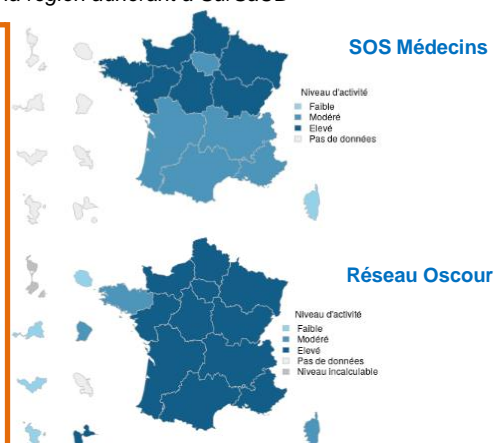 la région adhérant à SurSaUD
SOS Médecins
Niveau d'activité
Faible
Modéré
Elevé
Pas de données
Réseau Oscour
Niveau d'activité
Faible
Modéré
Elevé
Pas de données
Niveau incalculable